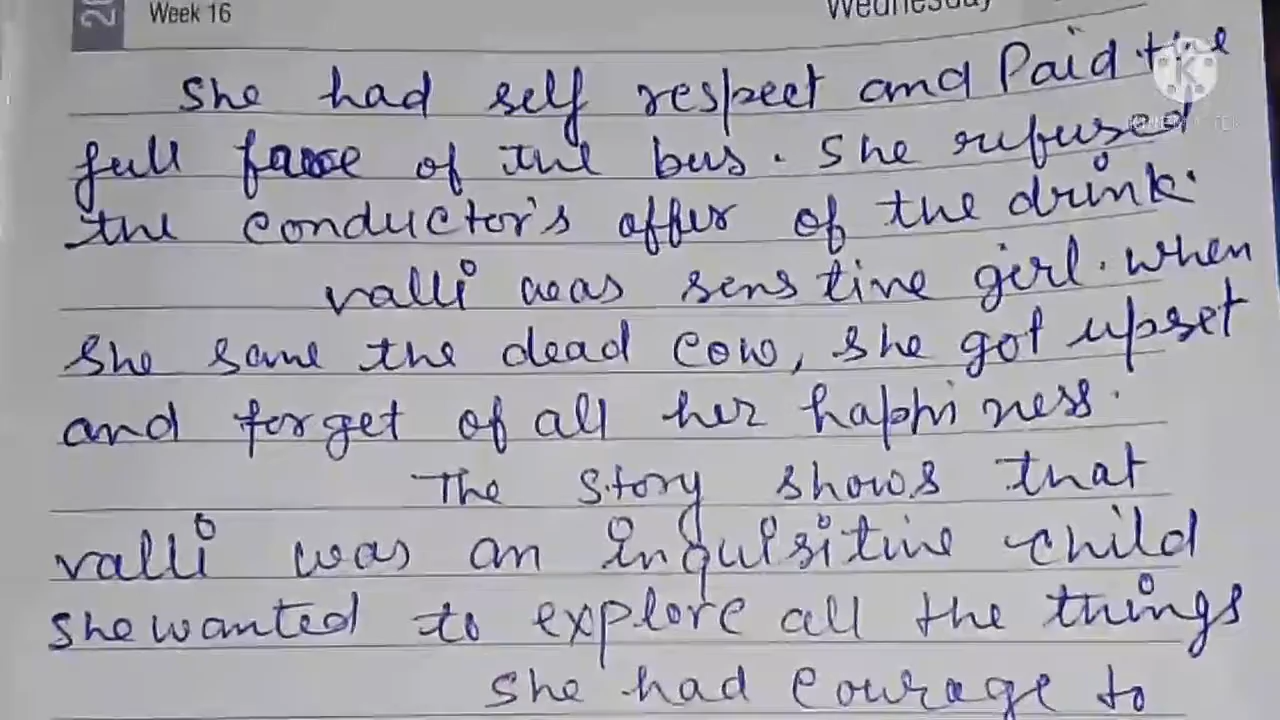 Week 16
Wednesday
She had self respect and Paid the
full fare of the bus. She refused
the conductor's offer of the drink.
valli was senstive girl. when
she saw the dead cow, she got upset
and forget of all her happiness.
The story shows that
valli was an inquisitive child
she wanted to explore all the things
she had courage to